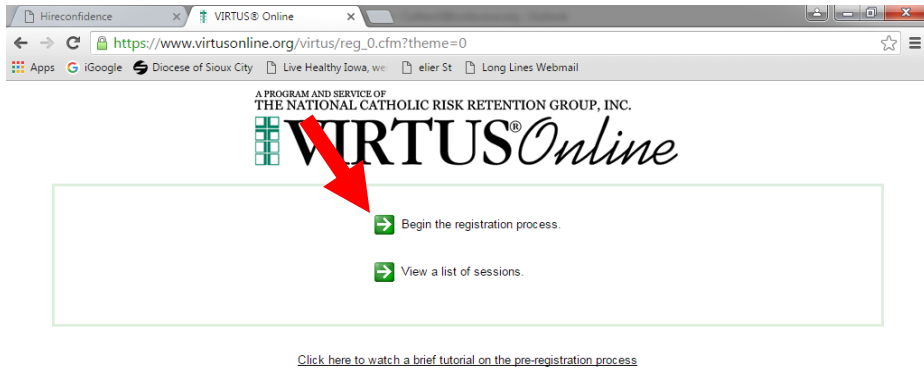 Hireconfidence
VIRTUS® Online
https://www.virtusonline.org/virtus/reg_0.cfm?theme=0
Apps iGoogle Diocese of Sioux City Live Healthy Iowa, we elier St Long Lines Webmail
A PROGRAM AND SERVICE OF
THE NATIONAL CATHOLIC RISK RETENTION GROUP, INC.
VIRTUS® Online
Begin the registration process.
View a list of sessions.
Click here to watch a brief tutorial on the pre-registration process